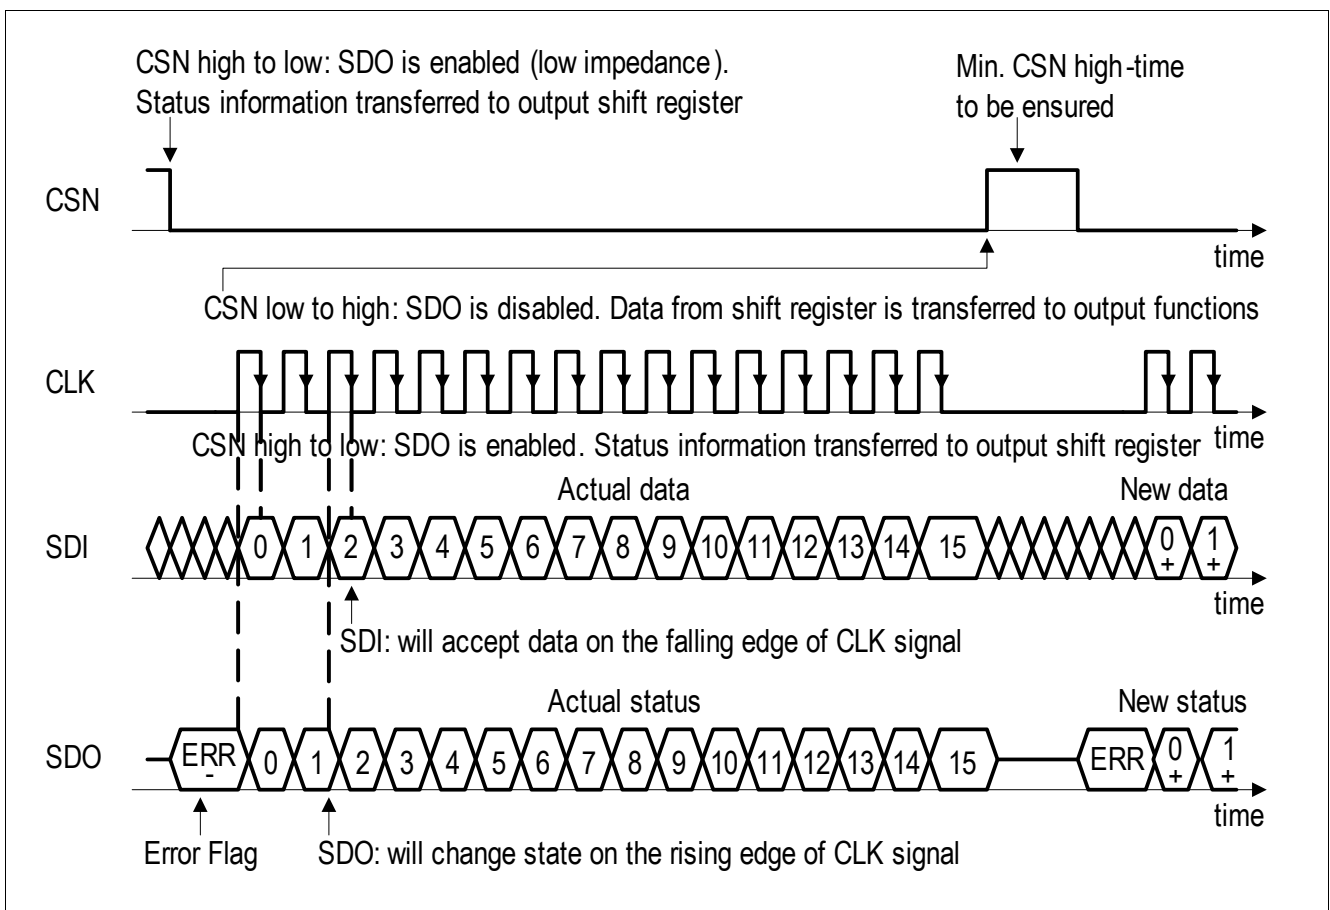 CSN high to low: SDO is enabled (low impedance).
Status information transferred to output shift register
Min. CSN high-time
to be ensured
CSN
time
CSN low to high: SDO is disabled. Data from shift register is transferred to output functions
CLK
time
CSN high to low: SDO is enabled. Status information transferred to output shift register
Actual data
New data
SDI
0 1 2 3 4 5 6 7 8 9 10 11 12 13 14 15 0 1
+ +
time
SDI: will accept data on the falling edge of CLK signal
Actual status
New status
SDO
ERR 0 1 2 3 4 5 6 7 8 9 10 11 12 13 14 15 ERR 0 1
- + +
time
Error Flag
SDO: will change state on the rising edge of CLK signal